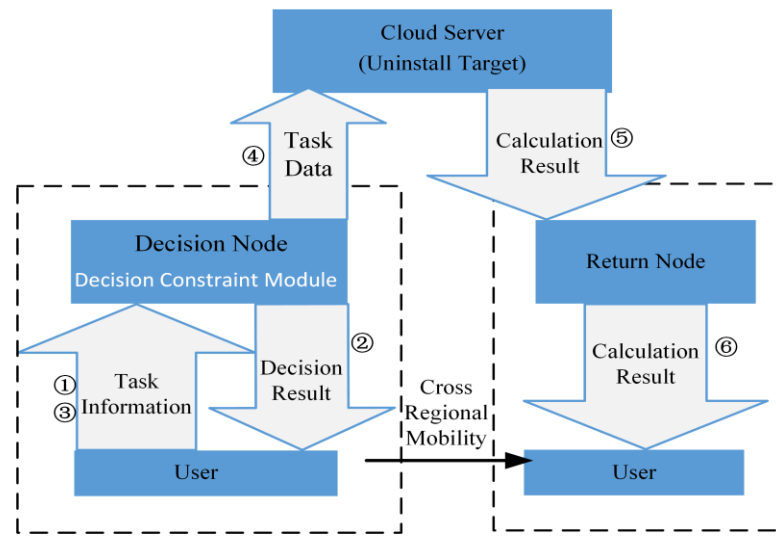 Cloud Server
(Uninstall Target)
④
Task
Data
Calculation
Result
⑤
Decision Node
Decision Constraint Module
Return Node
①
③
Task
Information
②
Decision
Result
Cross
Regional
Mobility
Calculation
Result
⑥
User
User